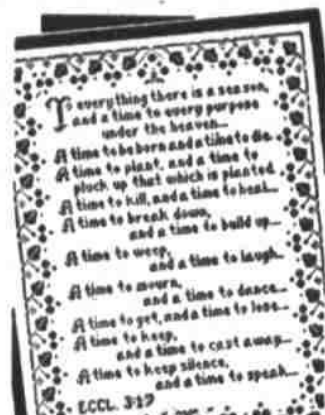 To everything there is a season,
and a time to every purpose
under the heaven...
A time to be born and a time to die...
A time to plant, and a time to
pluck up that which is planted...
A time to kill, and a time to heal...
A time to break down,
and a time to build up...
A time to weep,
and a time to laugh...
A time to mourn,
and a time to dance...
A time to get, and a time to lose...
A time to keep,
and a time to cast away...
A time to keep silence,
and a time to speak...
ECCL. 3:1-7